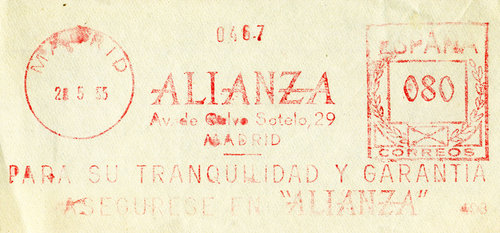 0467
MADRID
28 5 55
ALIANZA
Av. de Calvo Sotelo, 29
MADRID
ESPAÑA
080
CORREOS
PARA SU TRANQUILIDAD Y GARANTIA
ASEGURESE EN "ALIANZA"